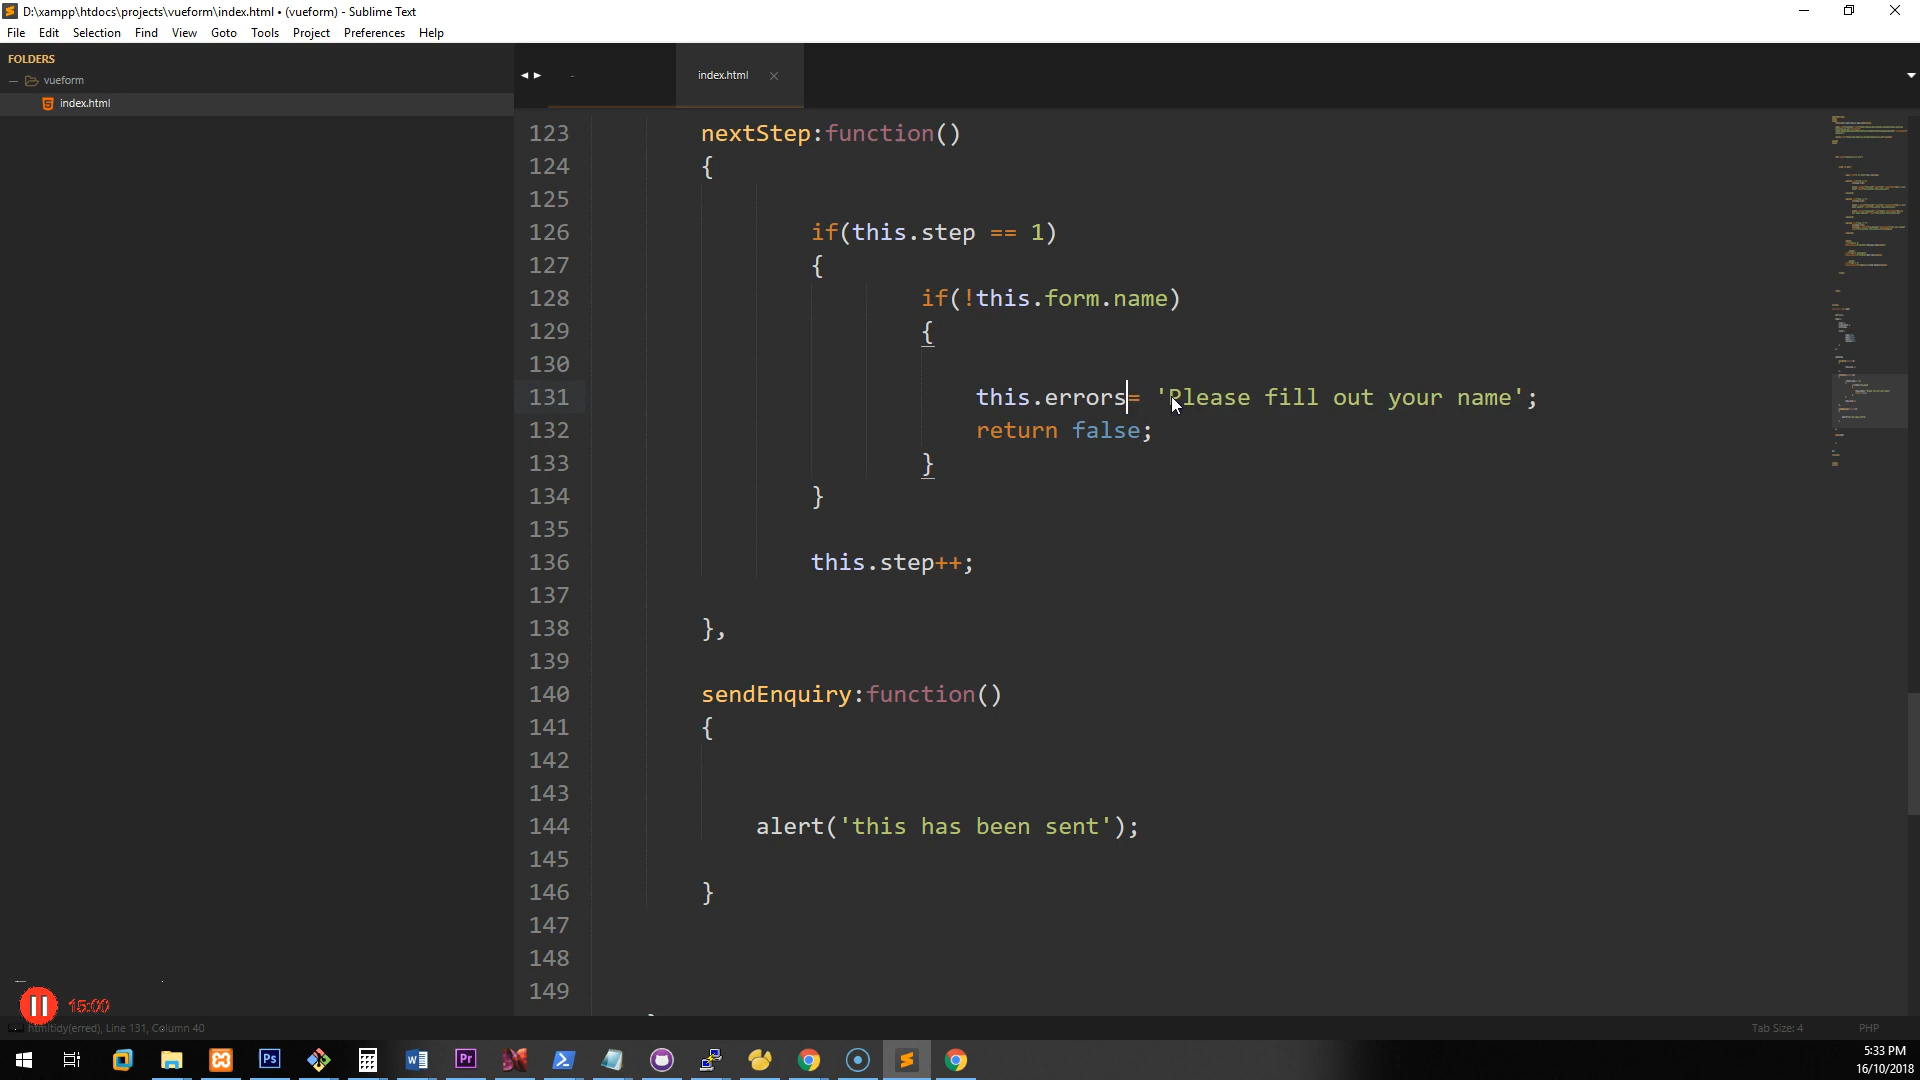 D:\xampp\htdocs\projects\vueform\index.html • (vueform) - Sublime Text
File Edit Selection Find View Goto Tools Project Preferences Help
FOLDERS
vueform
index.html
index.html
123 nextStep:function()
124 {
125
126 if(this.step == 1)
127 {
128 if(!this.form.name)
129 {
130
131 this.errors= 'Please fill out your name';
132 return false;
133 }
134 }
135
136 this.step++;
137
138 },
139
140 sendEnquiry:function()
141 {
142
143
144 alert('this has been sent');
145
146 }
147
148
149
15:00
htmltidy(erred), Line 131, Column 40
Tab Size: 4 PHP
5:33 PM
16/10/2018